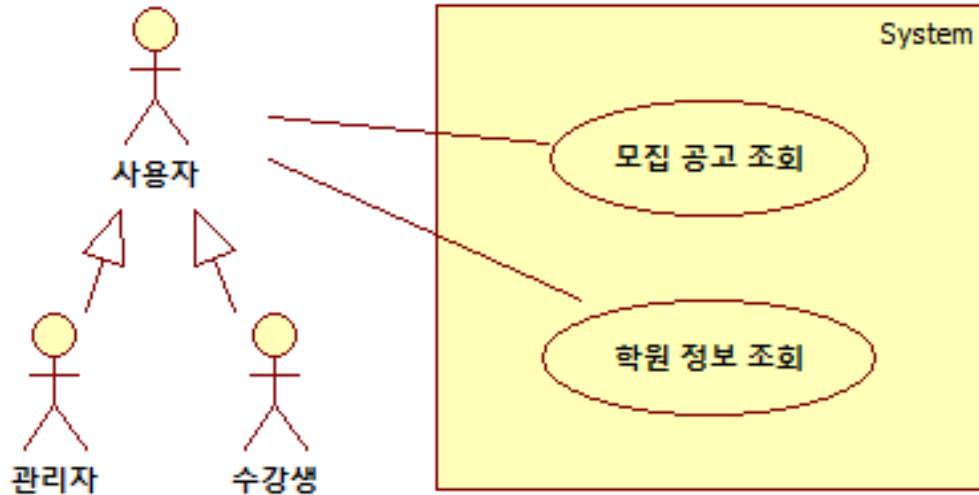 System
모집 공고 조회
사용자
학원 정보 조회
관리자
수강생